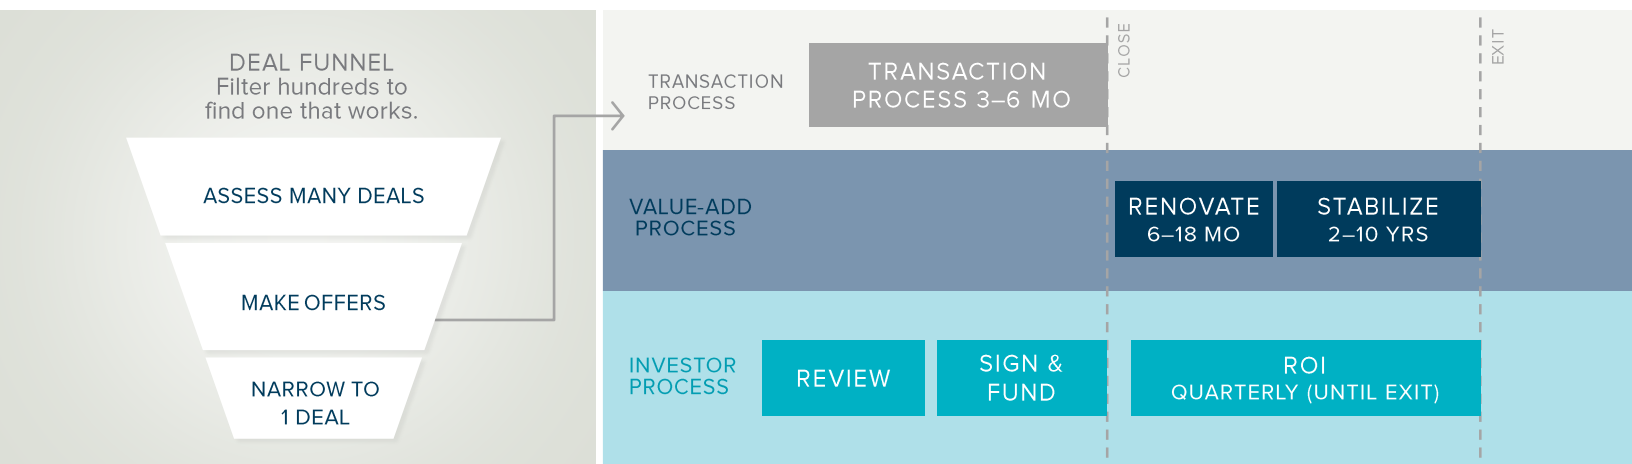 DEAL FUNNEL
Filter hundreds to
find one that works.
ASSESS MANY DEALS
MAKE OFFERS
NARROW TO
1 DEAL
TRANSACTION
PROCESS
TRANSACTION
PROCESS 3–6 MO
CLOSE
EXIT
VALUE-ADD
PROCESS
RENOVATE
6–18 MO
STABILIZE
2–10 YRS
INVESTOR
PROCESS
REVIEW
SIGN &
FUND
ROI
QUARTERLY (UNTIL EXIT)